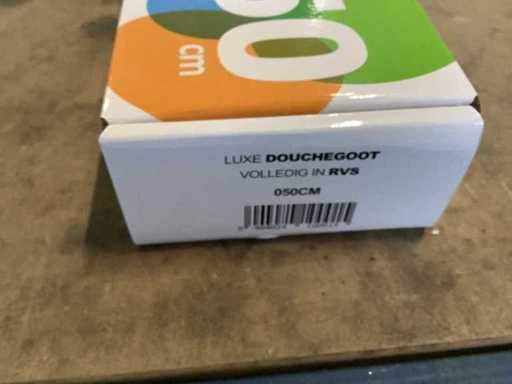 50
cm
LUXE DOUCHEGOOT
VOLLEDIG IN RVS
050CM